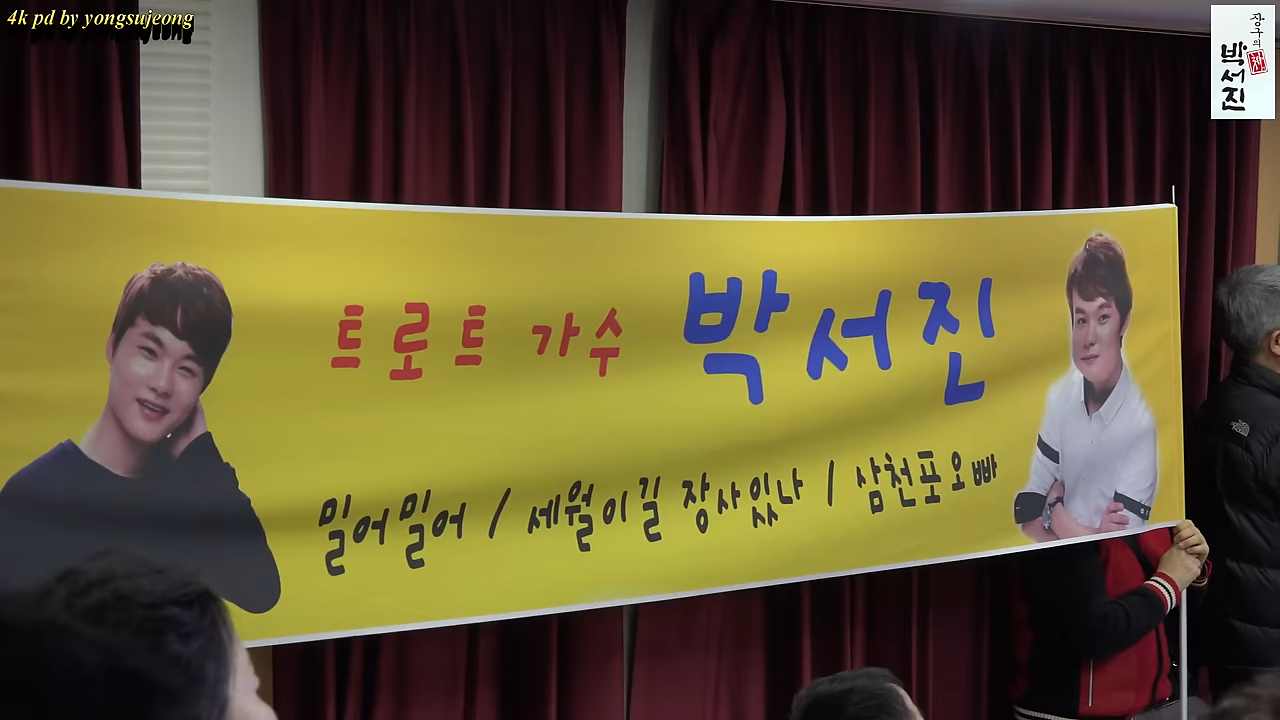 4k pd by yongsujeong
장구의
신
박서진
트로트 가수 박서진
밀어밀어 / 세월이길 장사있나 / 삼천포오빠